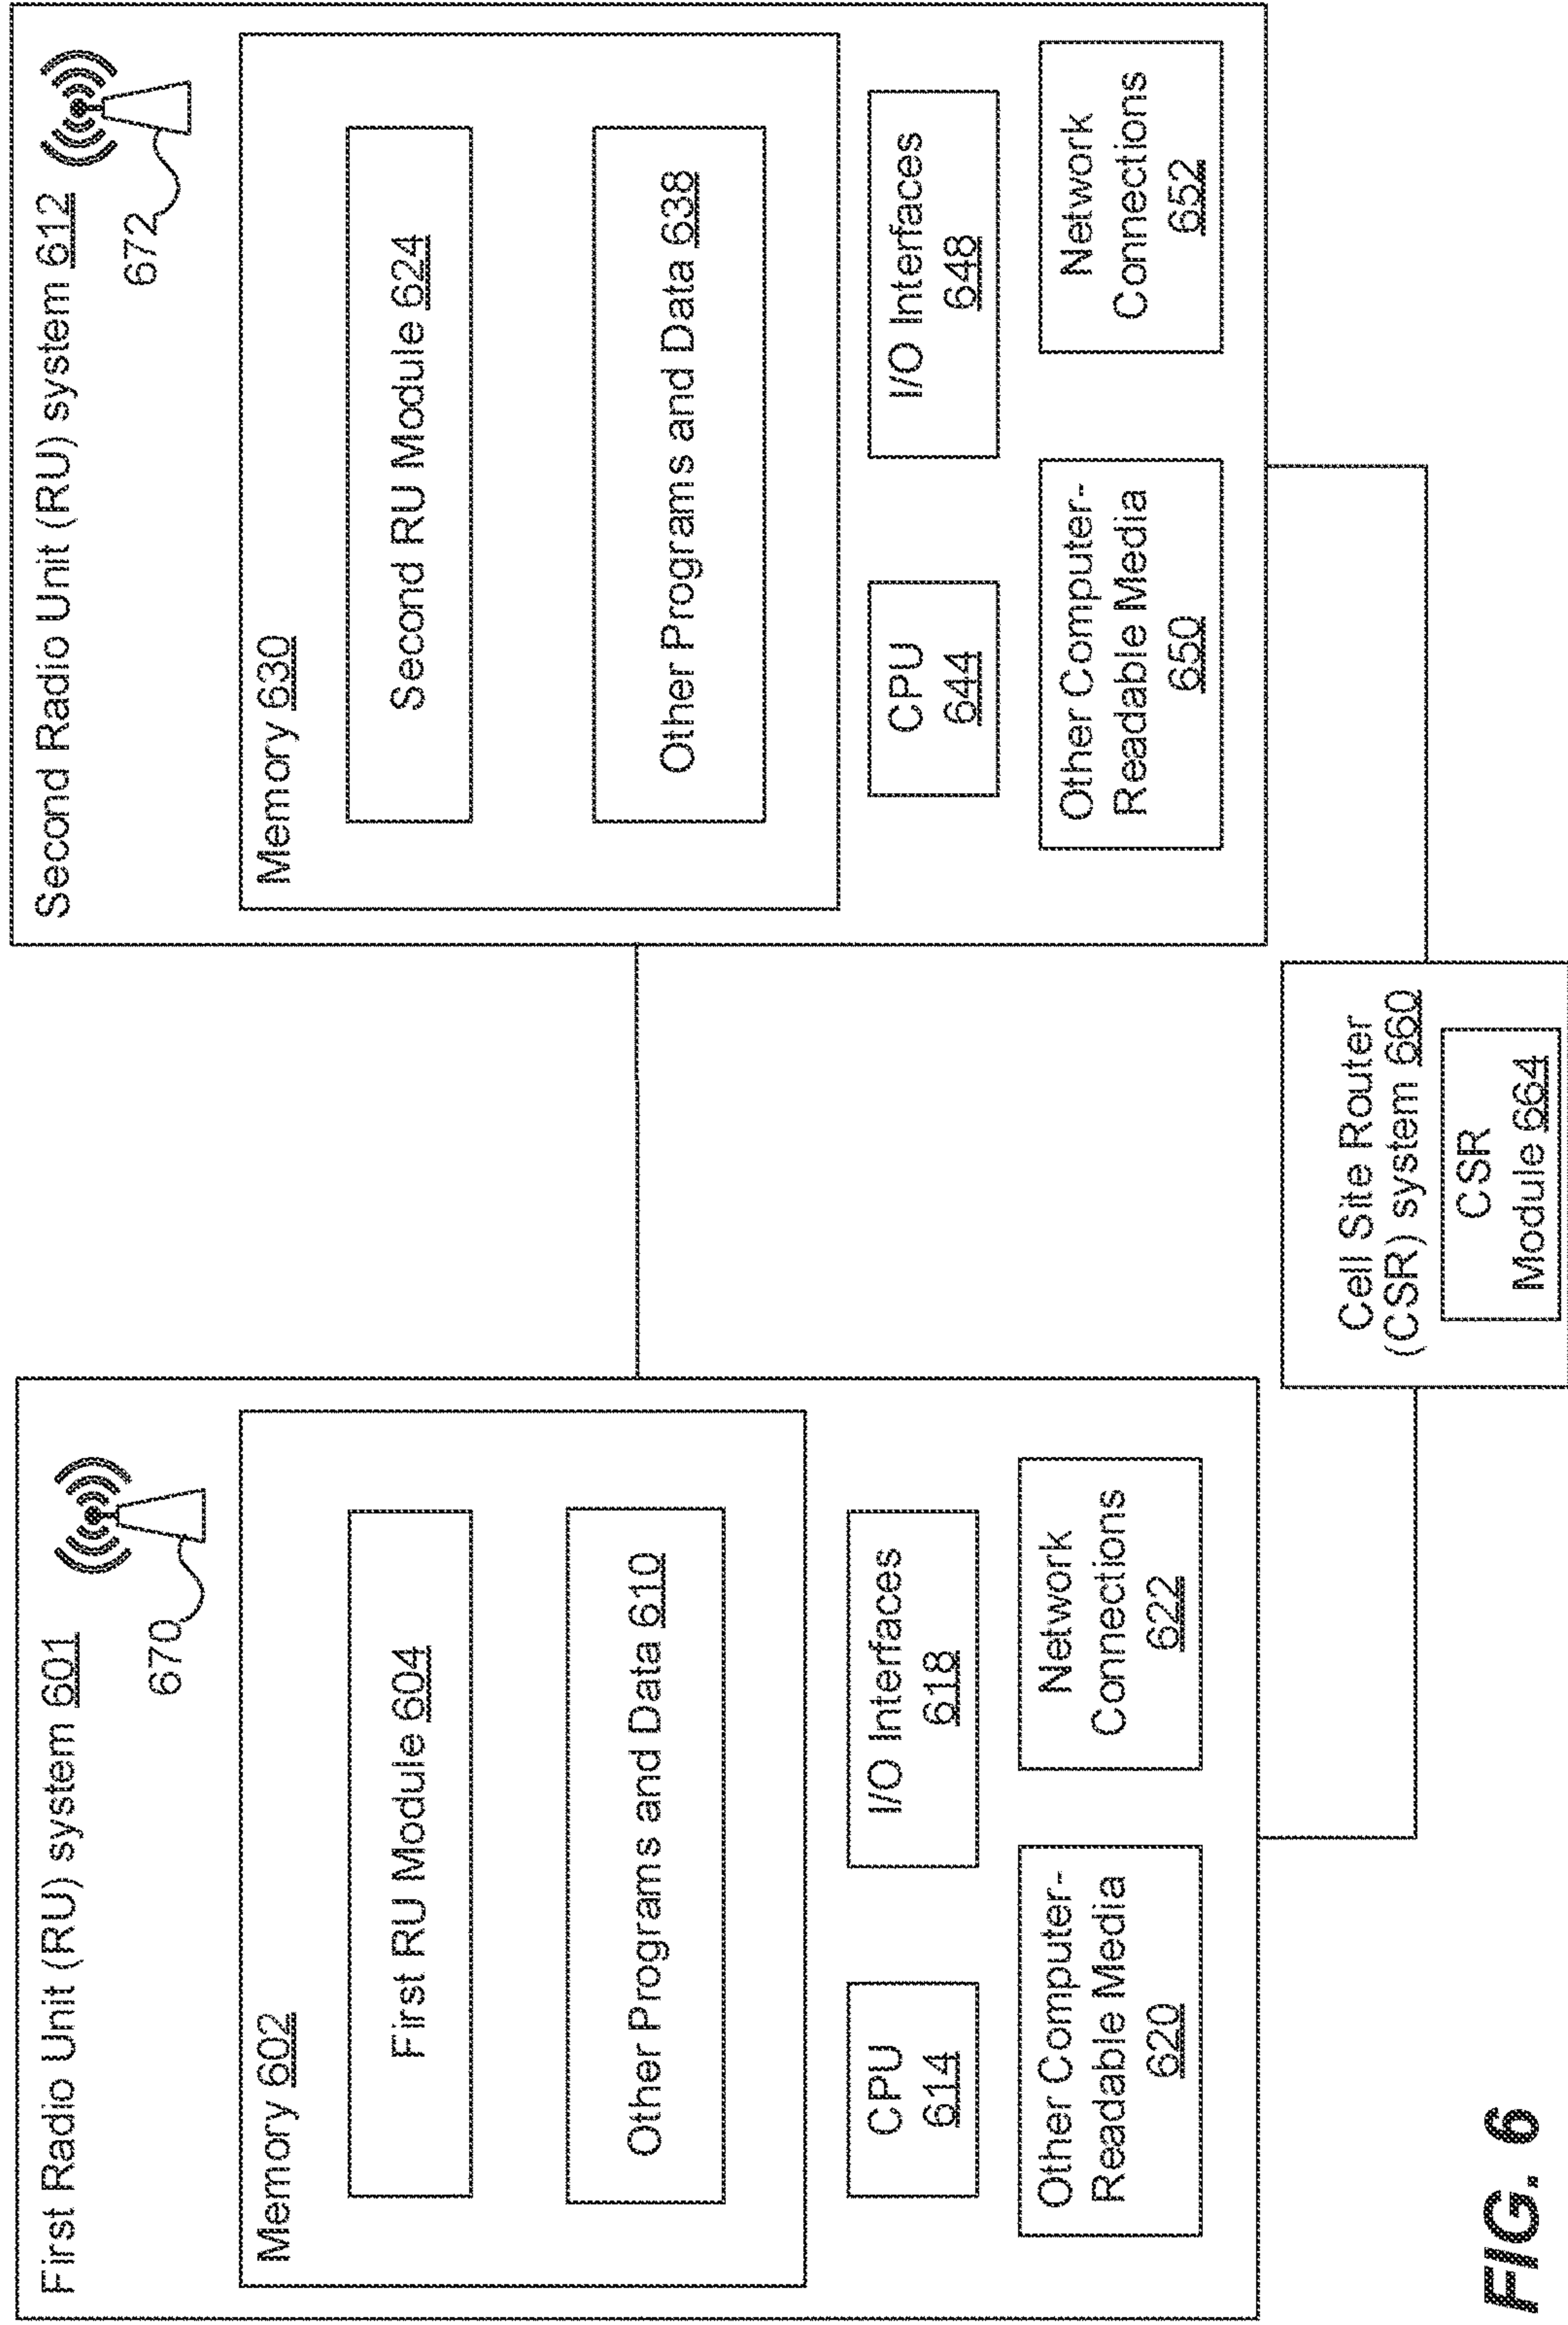 First Radio Unit (RU) system 601
670
Memory 602
First RU Module 604
Other Programs and Data 610
CPU
614
I/O Interfaces
618
Other Computer-
Readable Media
620
Network
Connections
622
Second Radio Unit (RU) system 612
672
Memory 630
Second RU Module 624
Other Programs and Data 638
CPU
644
I/O Interfaces
648
Other Computer-
Readable Media
650
Network
Connections
652
Cell Site Router
(CSR) system 660
CSR
Module 664
FIG. 6